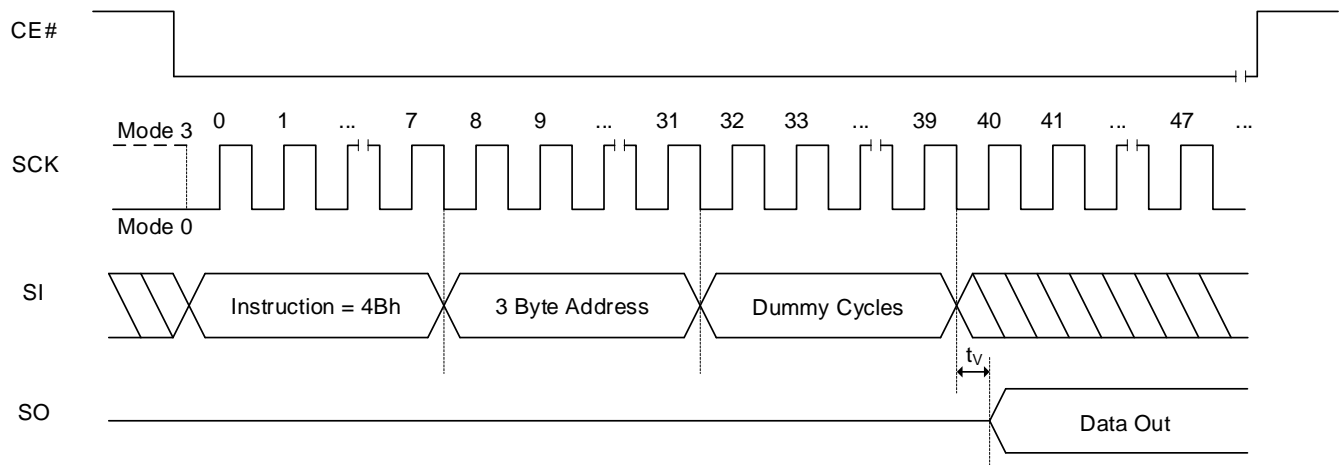 CE#
0 1 ... 7 8 9 ... 31 32 33 ... 39 40 41 ... 47 ...
Mode 3
SCK
Mode 0
SI
Instruction = 4Bh
3 Byte Address
Dummy Cycles
tV
SO
Data Out